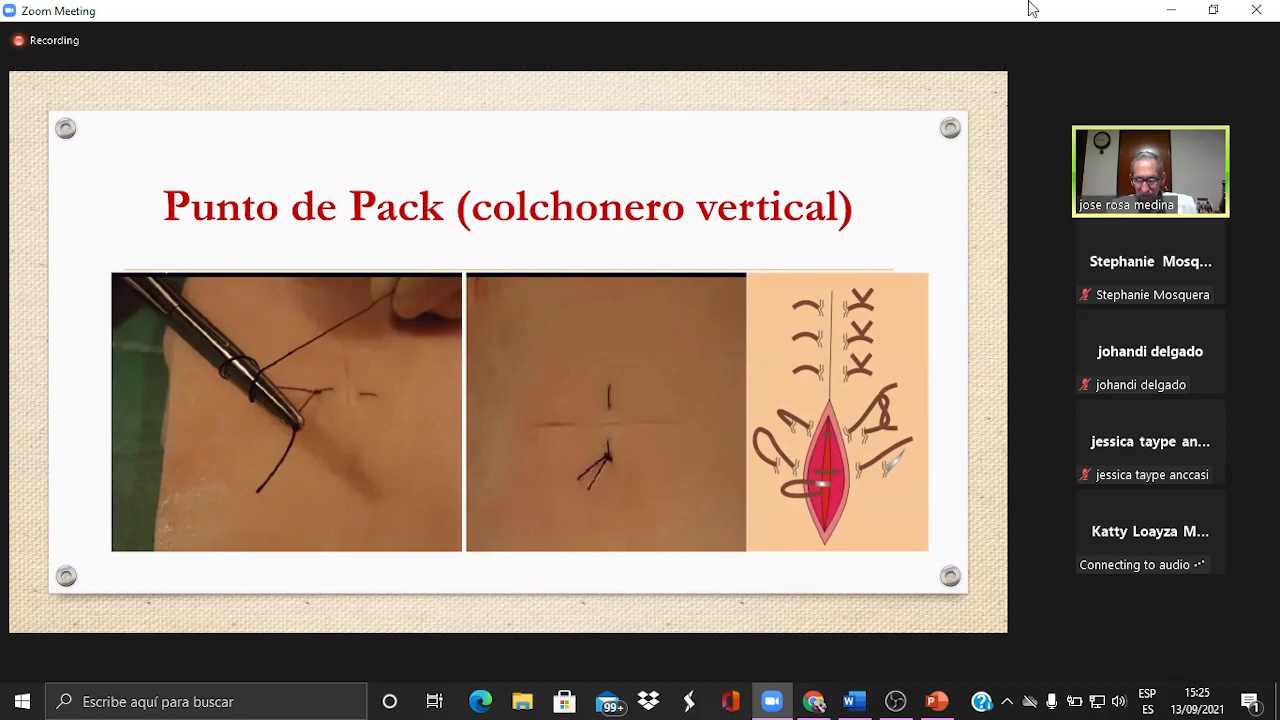 Zoom Meeting
Recording
Punto de Pack (colchonero vertical)
jose rosa medina
Stephanie Mosq...
Stephanie Mosquera
johandi delgado
johandi delgado
jessica taype an...
jessica taype anccasi
Katty Loayza M...
Connecting to audio
Escribe aquí para buscar
99+
ESP
ES
15:25
13/09/2021
1